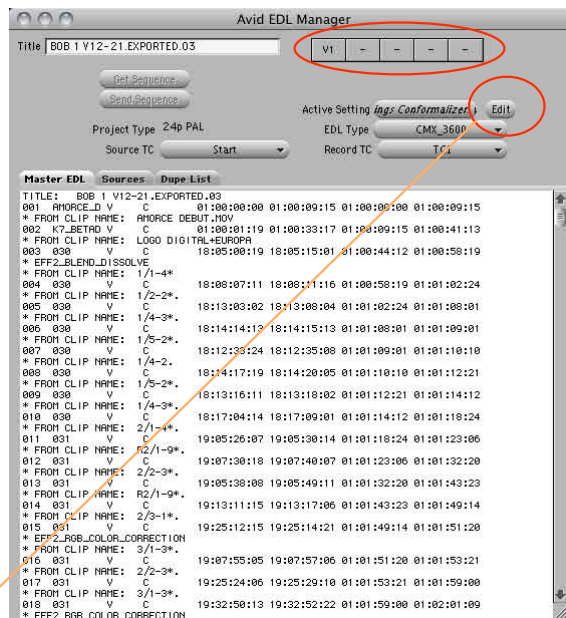 Avid EDL Manager
Title BOB 1 V12-21.EXPORTED.03
V1 - - - -
Get Sequence
Send Sequence
Active Setting ings Conformalizer Edit
Project Type 24p PAL
EDL Type CMX_3600
Source TC Start
Record TC TC1
Master EDL Sources Dupe List
TITLE: BOB 1 V12-21.EXPORTED.03
001 AMORCE_D V C 01:00:00:00 01:00:09:15 01:00:00:00 01:00:09:15
* FROM CLIP NAME: AMORCE DEBUT.MOV
002 K7_BETAD V C 01:00:01:19 01:00:33:17 01:00:09:15 01:00:41:13
* FROM CLIP NAME: LOGO DIGITAL+EUROPA
003 030 V C 18:05:00:19 18:05:15:01 01:00:44:12 01:00:58:19
* EFF2_BLEND_DISSOLVE
* FROM CLIP NAME: 1/1-4*
004 030 V C 18:08:07:11 18:08:11:16 01:00:58:19 01:01:02:24
* FROM CLIP NAME: 1/2-2*.
005 030 V C 18:13:03:02 18:13:08:04 01:01:02:24 01:01:08:01
* FROM CLIP NAME: 1/4-3*.
006 030 V C 18:14:14:13 18:14:15:13 01:01:08:01 01:01:09:01
* FROM CLIP NAME: 1/5-2*.
007 030 V C 18:12:33:24 18:12:35:08 01:01:09:01 01:01:10:10
* FROM CLIP NAME: 1/4-2.
008 030 V C 18:14:17:19 18:14:20:05 01:01:10:10 01:01:12:21
* FROM CLIP NAME: 1/5-2*.
009 030 V C 18:13:16:11 18:13:18:02 01:01:12:21 01:01:14:12
* FROM CLIP NAME: 1/4-3*.
010 030 V C 18:17:04:14 18:17:09:01 01:01:14:12 01:01:18:24
* FROM CLIP NAME: 2/1-4*.
011 031 V C 19:05:26:07 19:05:30:14 01:01:18:24 01:01:23:06
* FROM CLIP NAME: R2/1-9*.
012 031 V C 19:07:30:18 19:07:40:07 01:01:23:06 01:01:32:20
* FROM CLIP NAME: 2/2-3*.
013 031 V C 19:05:38:08 19:05:49:11 01:01:32:20 01:01:43:23
* FROM CLIP NAME: R2/1-9*.
014 031 V C 19:13:11:15 19:13:17:06 01:01:43:23 01:01:49:14
* FROM CLIP NAME: 2/3-1*.
015 031 V C 19:25:12:15 19:25:14:21 01:01:49:14 01:01:51:20
* EFF2_RGB_COLOR_CORRECTION
* FROM CLIP NAME: 3/1-3*.
016 031 V C 19:07:55:05 19:07:57:06 01:01:51:20 01:01:53:21
* FROM CLIP NAME: 2/2-3*.
017 031 V C 19:25:24:06 19:25:29:10 01:01:53:21 01:01:59:00
* FROM CLIP NAME: 3/1-3*.
018 031 V C 19:32:50:13 19:32:52:22 01:01:59:00 01:02:01:09
* EFF2_RGB_COLOR_CORRECTION